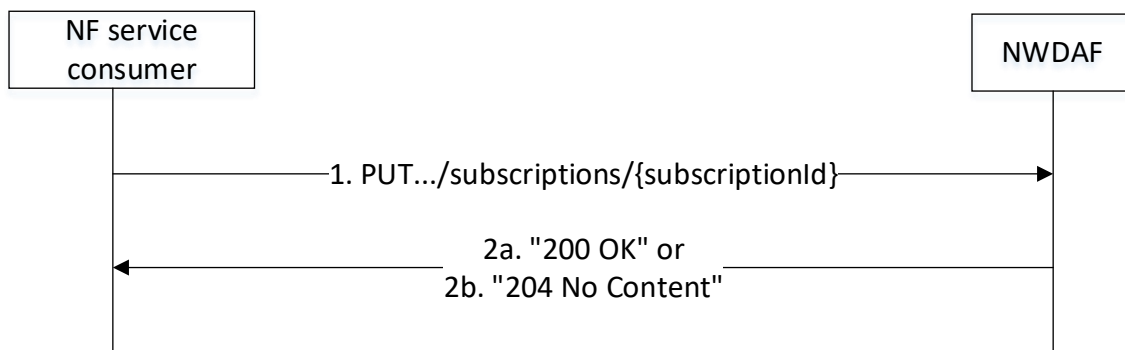 NF service
consumer
NWDAF
1. PUT.../subscriptions/{subscriptionId}
2a. "200 OK" or
2b. "204 No Content"